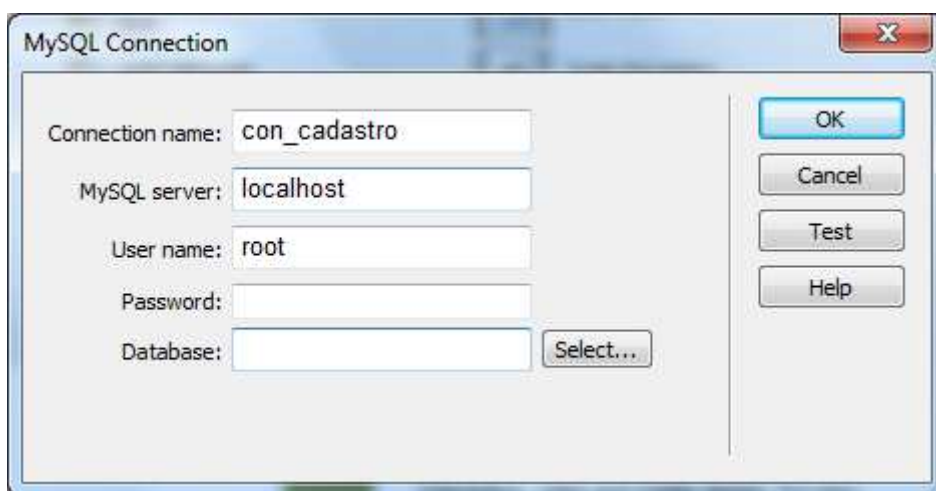 MySQL Connection
Connection name: con_cadastro
MySQL server: localhost
User name: root
Password:
Database:
Select...
OK
Cancel
Test
Help